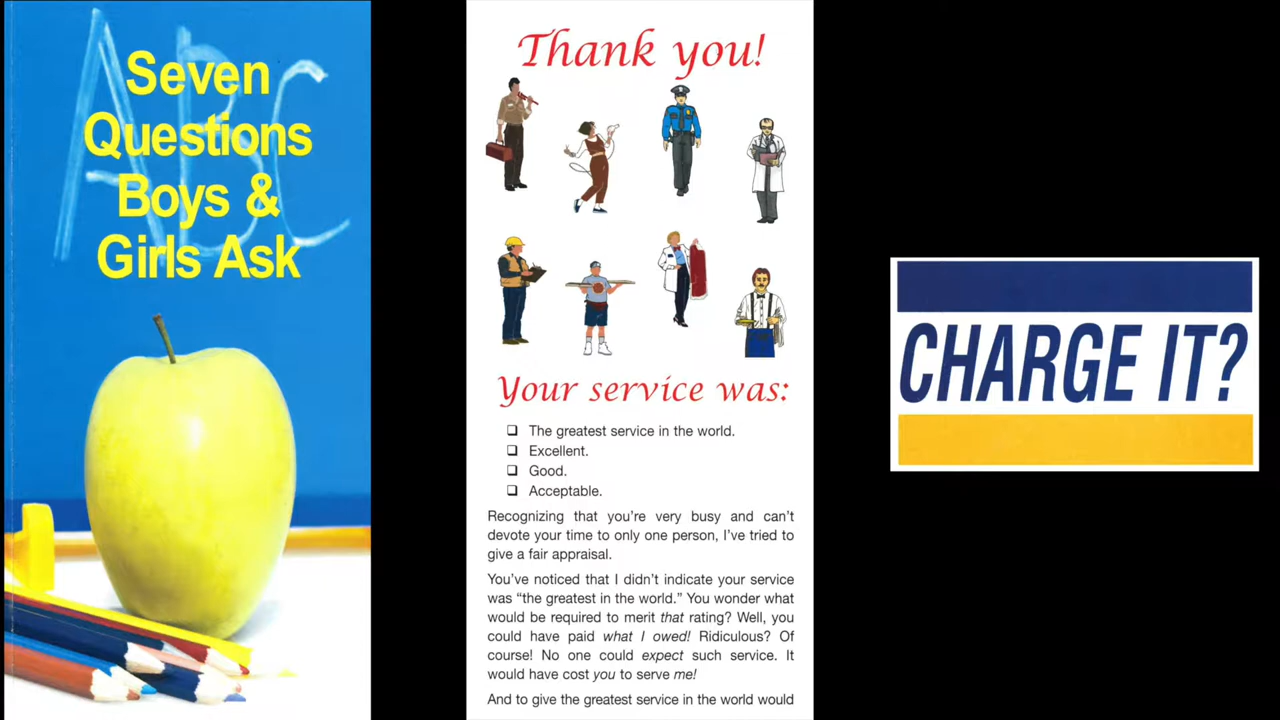 ABC
Seven
Questions
Boys &
Girls Ask
Thank you!
Your service was:
❑ The greatest service in the world.
❑ Excellent.
❑ Good.
❑ Acceptable.
Recognizing that you're very busy and can't
devote your time to only one person, I've tried to
give a fair appraisal.
You've noticed that I didn't indicate your service
was “the greatest in the world.” You wonder what
would be required to merit that rating? Well, you
could have paid what I owed! Ridiculous? Of
course! No one could expect such service. It
would have cost you to serve me!
And to give the greatest service in the world would
CHARGE IT?